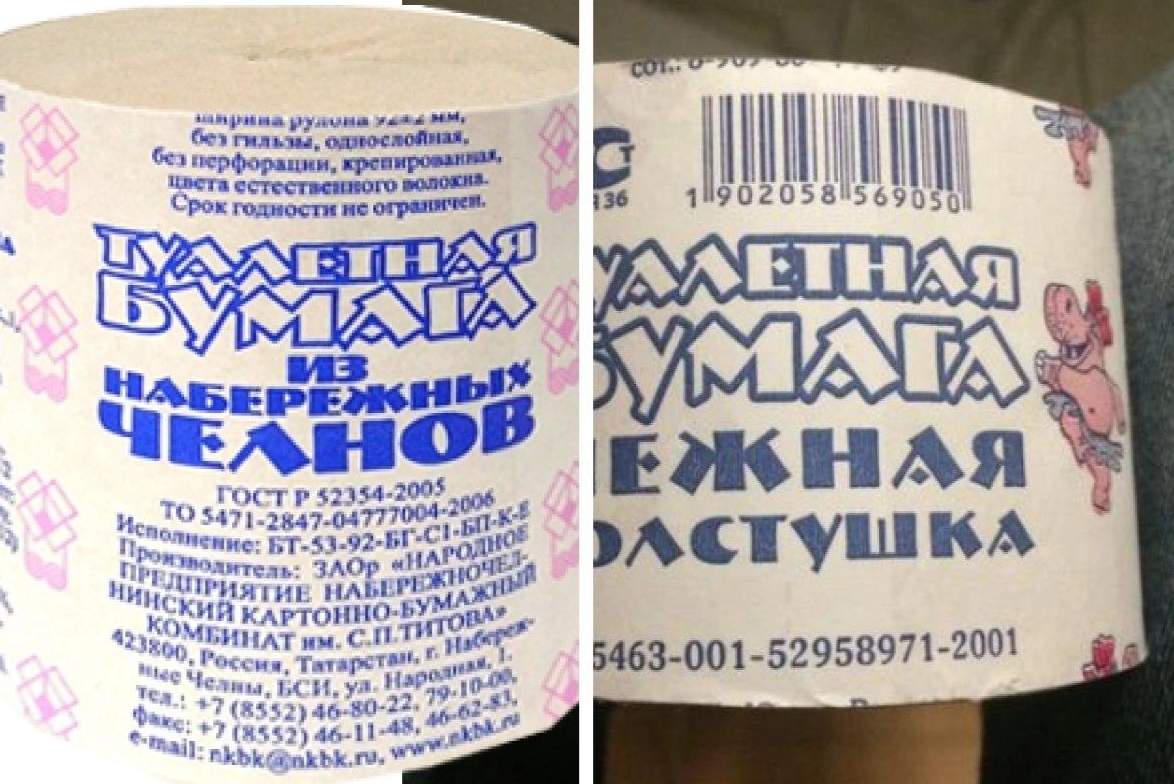 ширина рулона 92±2 мм,
без гильзы, однослойная,
без перфорации, крепированная,
цвета естественного волокна.
Срок годности не ограничен.
ТУАЛЕТНАЯ
БУМАГА
ИЗ
НАБЕРЕЖНЫХ
ЧЕЛНОВ
ГОСТ Р 52354-2005
ТО 5471-2847-04777004-2006
Исполнение: БТ-53-92-БГ-С1-БП-К-Е
Производитель: ЗАОр «НАРОДНОЕ
ПРЕДПРИЯТИЕ НАБЕРЕЖНОЧЕЛ-
НИНСКИЙ КАРТОННО-БУМАЖНЫЙ
КОМБИНАТ им. С.П.ТИТОВА»
423800, Россия, Татарстан, г. Набереж-
ные Челны, БСИ, ул. Народная, 1.
тел.: +7 (8552) 46-80-22, 79-10-00,
факс: +7 (8552) 46-11-48, 46-62-83,
e-mail: nkbk@nkbk.ru, www.nkbk.ru
сот.:
36
1 902058 569050
УАЛЕТНАЯ
БУМАГА
ЕЖНАЯ
ОЛСТУШКА
5463-001-52958971-2001